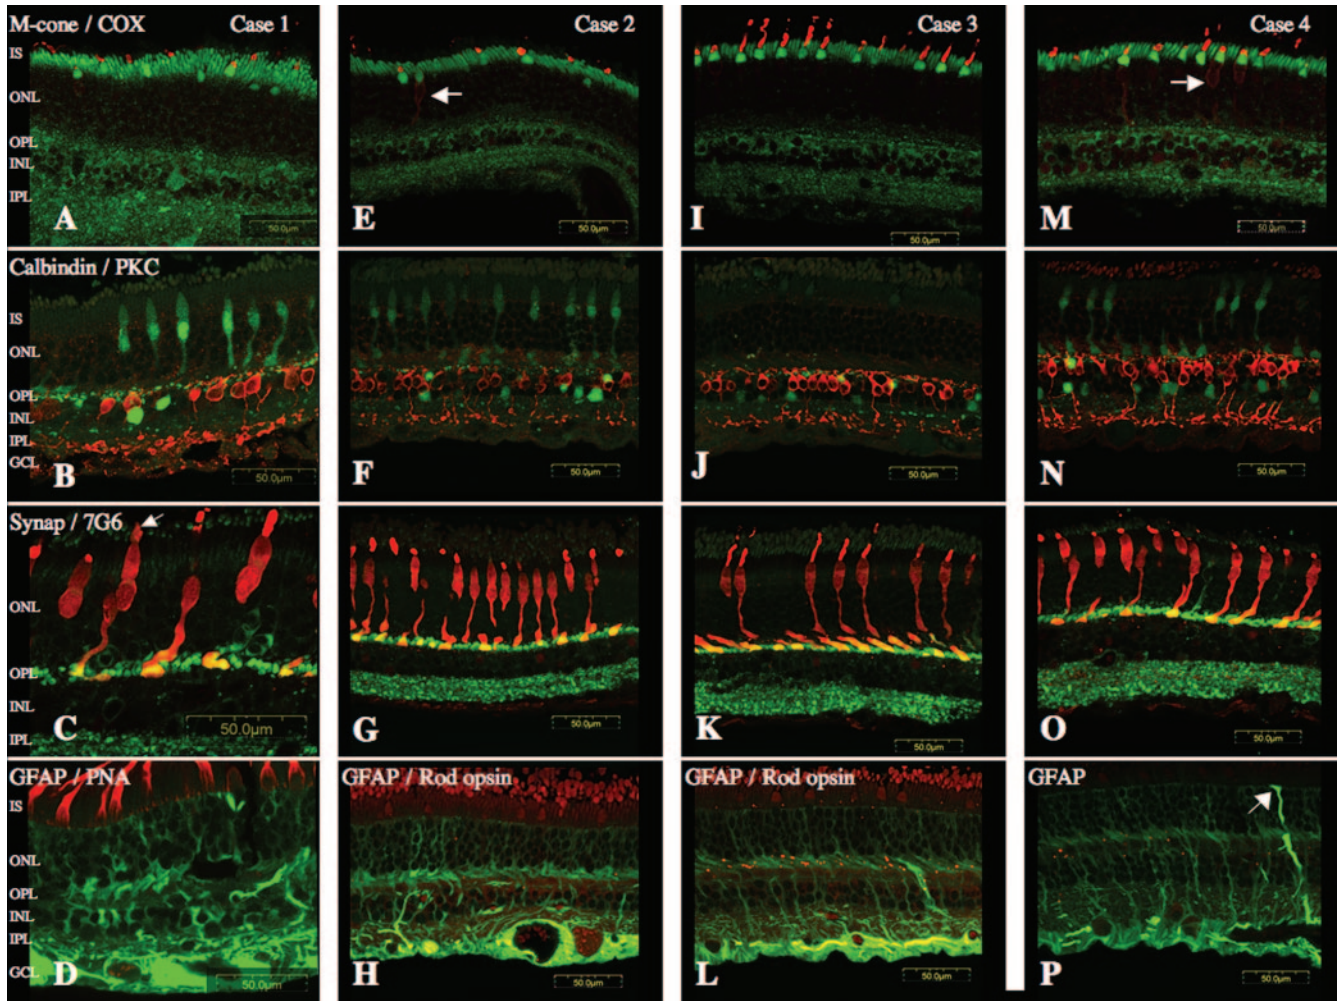 M-cone / COX Case 1 Case 2 Case 3 Case 4
IS
ONL
OPL
INL
IPL
A E I M
50.0µm 50.0µm 50.0µm 50.0µm
Calbindin / PKC
IS
ONL
OPL
INL
IPL
GCL
B F J N
50.0µm 50.0µm 50.0µm 50.0µm
Synap / 7G6
ONL
OPL
INL
IPL
C G K O
50.0µm 50.0µm 50.0µm 50.0µm
GFAP / PNA GFAP / Rod opsin GFAP / Rod opsin GFAP
IS
ONL
OPL
INL
IPL
GCL
D H L P
50.0µm 50.0µm 50.0µm 50.0µm